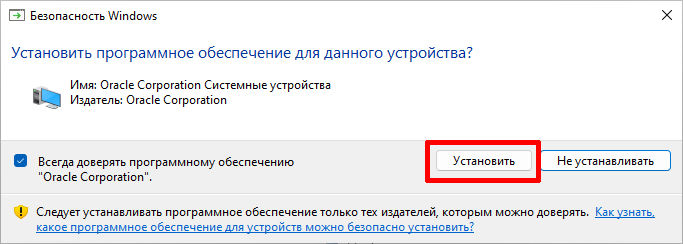 Безопасность Windows
Установить программное обеспечение для данного устройства?
Имя: Oracle Corporation Системные устройства
Издатель: Oracle Corporation
Всегда доверять программному обеспечению
"Oracle Corporation".
Установить
Не устанавливать
Следует устанавливать программное обеспечение только тех издателей, которым можно доверять. Как узнать,
какое программное обеспечение для устройств можно безопасно установить?